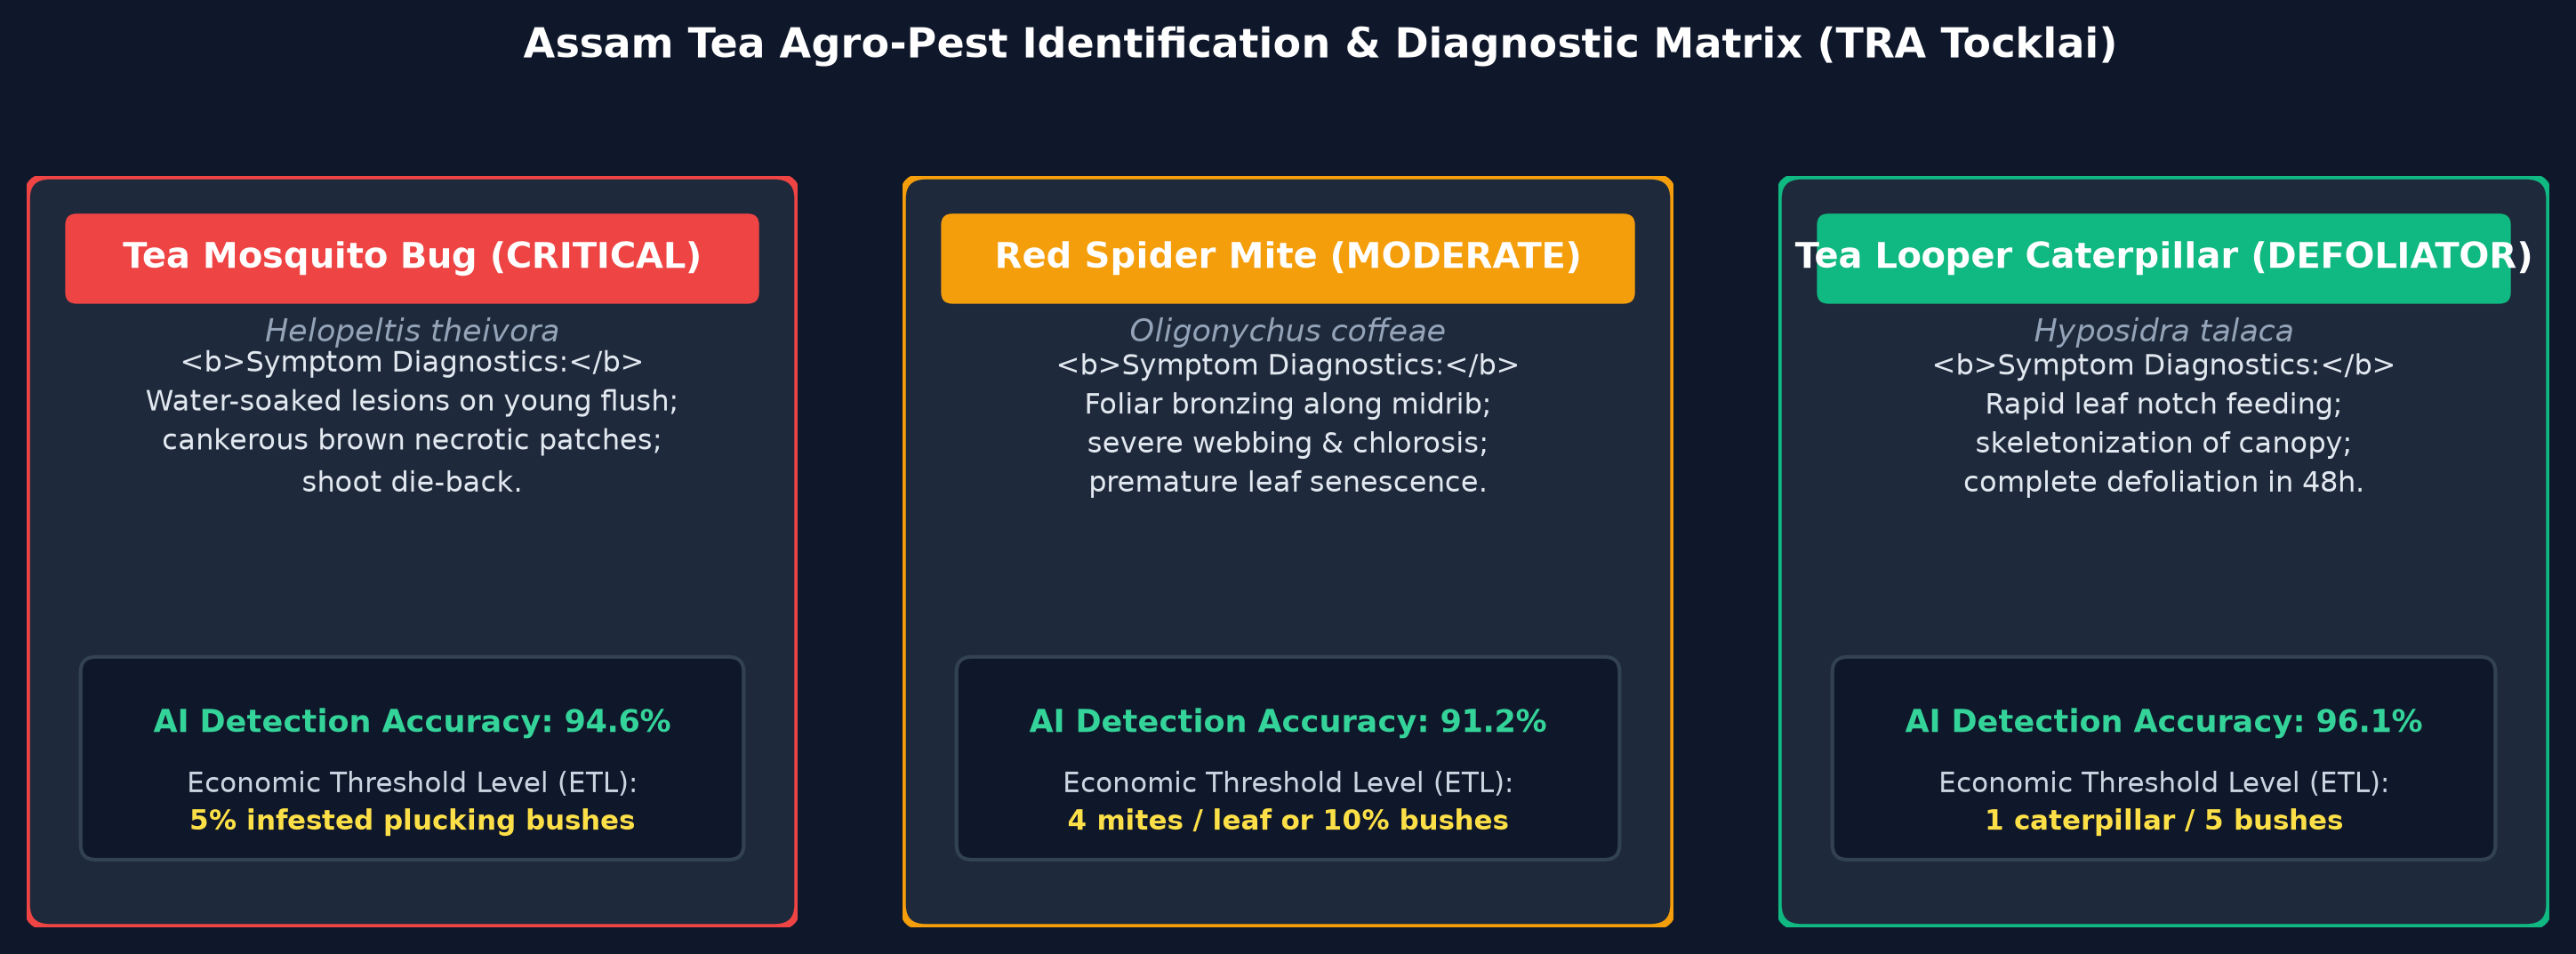 Assam Tea Agro-Pest Identification & Diagnostic Matrix (TRA Tocklai)
Tea Mosquito Bug (CRITICAL)
Helopeltis theivora
<b>Symptom Diagnostics:</b>
Water-soaked lesions on young flush;
cankerous brown necrotic patches;
shoot die-back.
AI Detection Accuracy: 94.6%
Economic Threshold Level (ETL):
5% infested plucking bushes
Red Spider Mite (MODERATE)
Oligonychus coffeae
<b>Symptom Diagnostics:</b>
Foliar bronzing along midrib;
severe webbing & chlorosis;
premature leaf senescence.
AI Detection Accuracy: 91.2%
Economic Threshold Level (ETL):
4 mites / leaf or 10% bushes
Tea Looper Caterpillar (DEFOLIATOR)
Hyposidra talaca
<b>Symptom Diagnostics:</b>
Rapid leaf notch feeding;
skeletonization of canopy;
complete defoliation in 48h.
AI Detection Accuracy: 96.1%
Economic Threshold Level (ETL):
1 caterpillar / 5 bushes